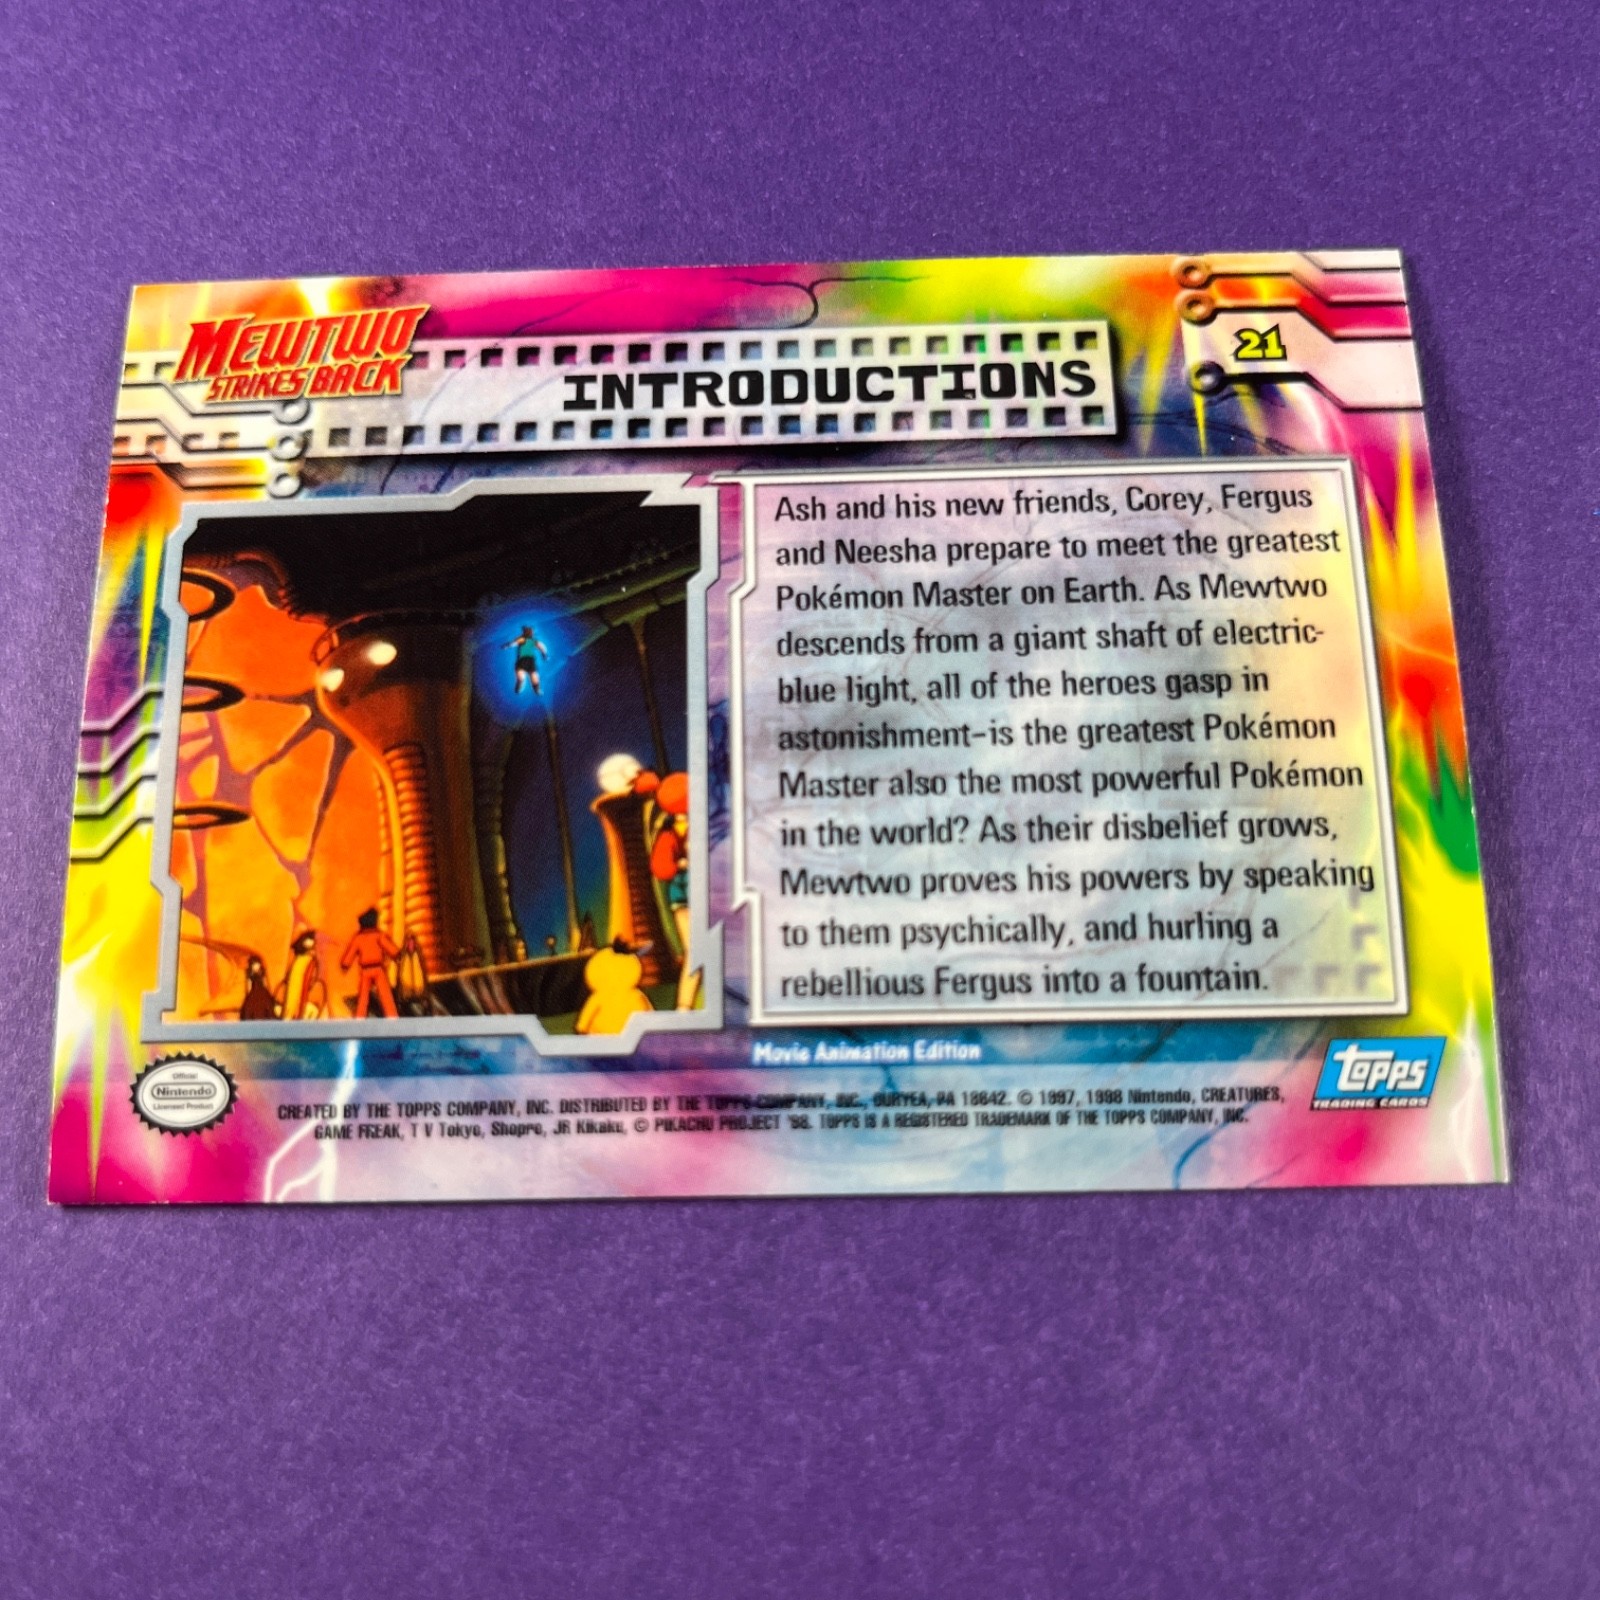 MEWTWO
STRIKES BACK
INTRODUCTIONS
21
Ash and his new friends, Corey, Fergus
and Neesha prepare to meet the greatest
Pokémon Master on Earth. As Mewtwo
descends from a giant shaft of electric-
blue light, all of the heroes gasp in
astonishment–is the greatest Pokémon
Master also the most powerful Pokémon
in the world? As their disbelief grows,
Mewtwo proves his powers by speaking
to them psychically, and hurling a
rebellious Fergus into a fountain.
Movie Animation Edition
Official
Nintendo
Licensed Product
topps
TRADING CARDS
CREATED BY THE TOPPS COMPANY, INC. DISTRIBUTED BY THE TOPPS COMPANY, INC., DURYEA, PA 18642. © 1997, 1998 Nintendo, CREATURES,
GAME FREAK, T V Tokyo, Shopro, JR Kikaku, © PIKACHU PROJECT '98. TOPPS IS A REGISTERED TRADEMARK OF THE TOPPS COMPANY, INC.